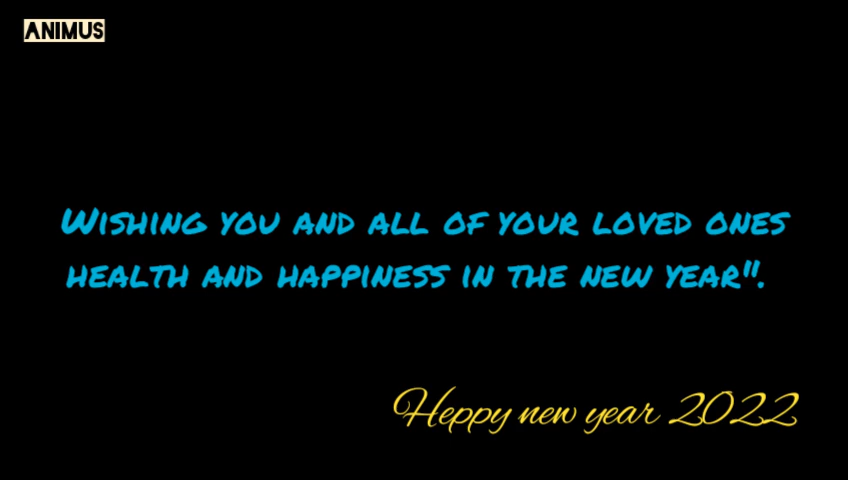 ANIMUS
Wishing you and all of your loved ones
health and happiness in the new year".
Heppy new year 2022